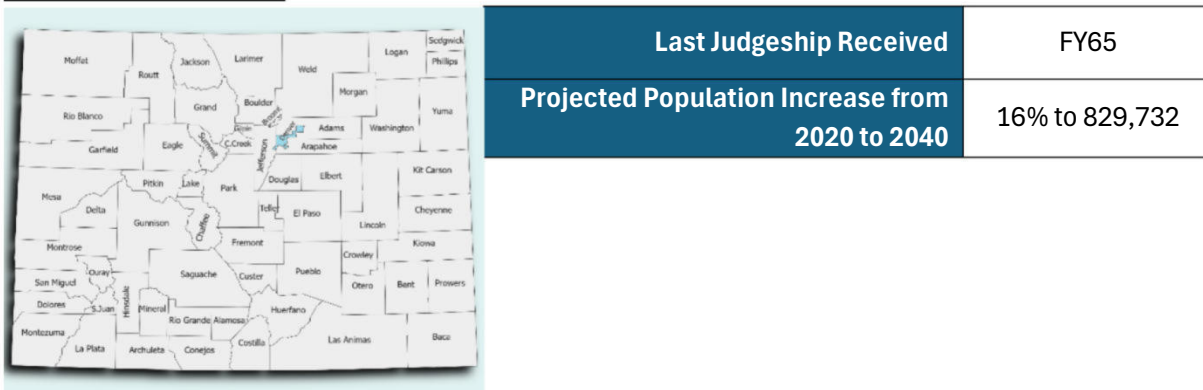 Last Judgeship Received FY65
Projected Population Increase from
2020 to 2040
16% to 829,732
Sedgwick
Logan
Moffat
Jackson
Larimer
Phillips
Weld
Routt
Morgan
Grand
Boulder
Yuma
Rio Blanco
Broom
Gilpin
Denver
Adams
Washington
Summit
C.Creek
Eagle
Arapahoe
Garfield
Jefferson
Kit Carson
Elbert
Pitkin
Lake
Park
Douglas
Mesa
Delta
Teller
El Paso
Cheyenne
Gunnison
Chaffee
Lincoln
Fremont
Kiowa
Montrose
Crowley
Ouray
Saguache
Custer
Pueblo
San Miguel
Otero
Bent
Prowers
Dolores
S.Juan
Hinsdale
Mineral
Huerfano
Rio Grande
Alamosa
Montezuma
Las Animas
Baca
La Plata
Archuleta
Conejos
Costilla